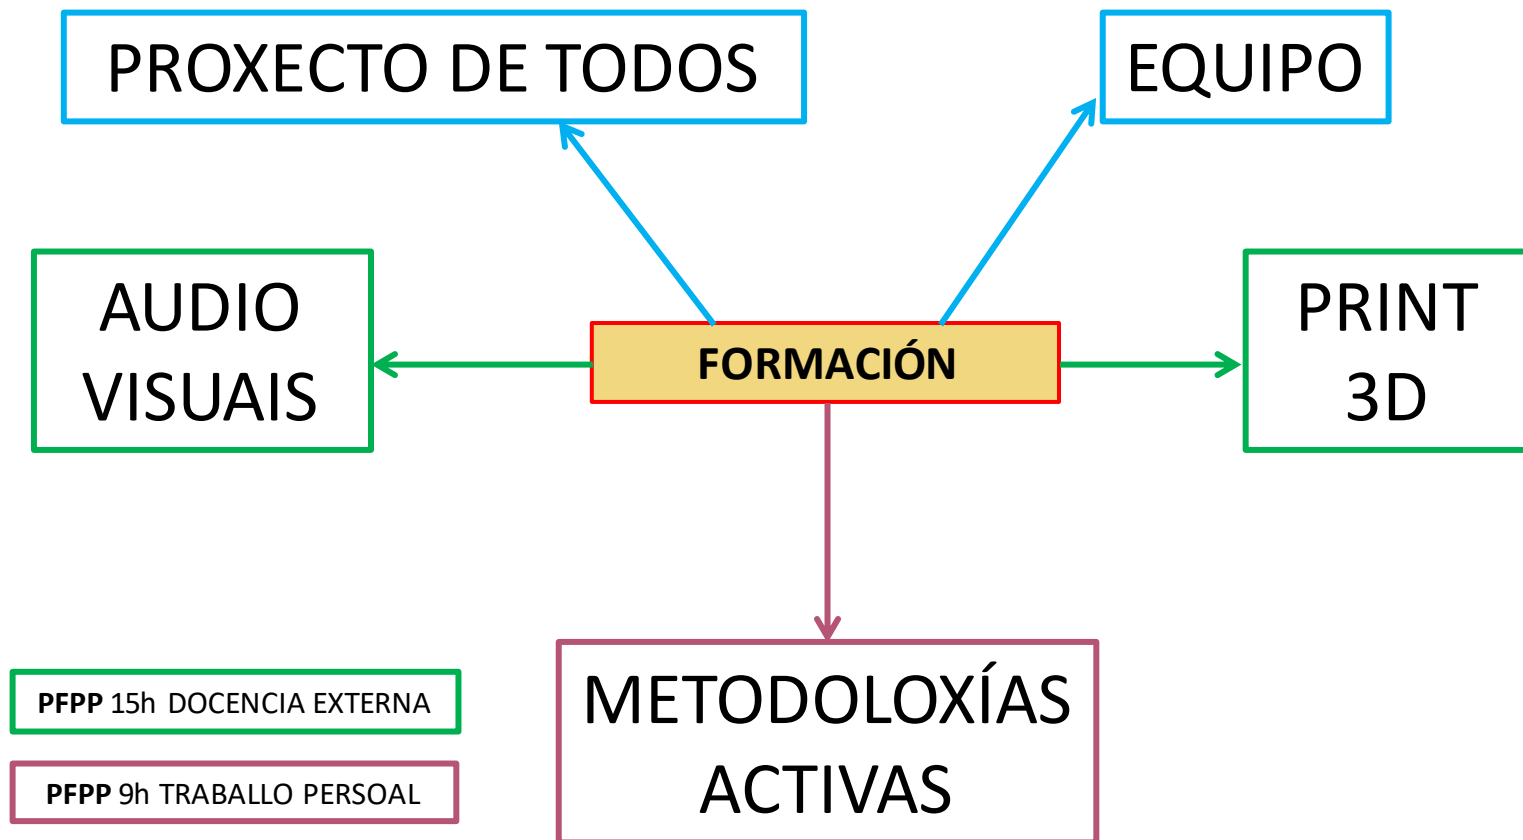 PROXECTO DE TODOS
EQUIPO
AUDIO
VISUAIS
FORMACIÓN
PRINT
3D
METODOLOXÍAS
ACTIVAS
PFPP 15h DOCENCIA EXTERNA
PFPP 9h TRABALLO PERSOAL